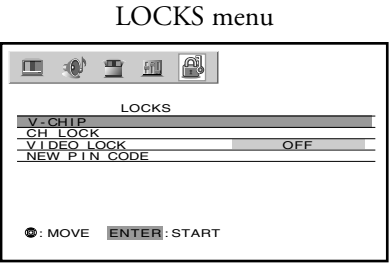 LOCKS menu
LOCKS
V-CHIP
CH LOCK
VIDEO LOCK OFF
NEW PIN CODE
: MOVE ENTER : START